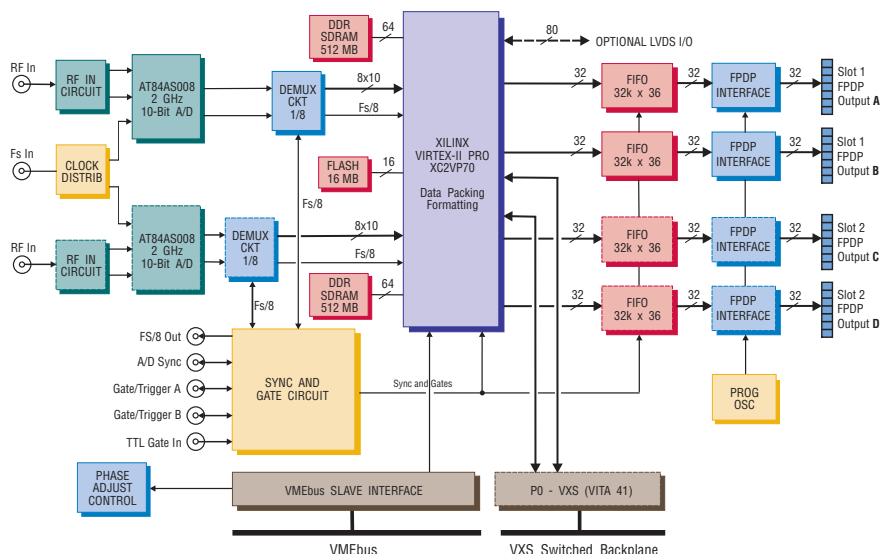 DDR
SDRAM
512 MB
64
80
OPTIONAL LVDS I/O
RF In
RF IN
CIRCUIT
AT84AS008
2 GHz
10-Bit A/D
DEMUX
CKT
1/8
8x10
Fs/8
32
FIFO
32k x 36
32
FPDP
INTERFACE
32
Slot 1
FPDP
Output A
Fs In
CLOCK
DISTRIB
FLASH
16 MB
16
XILINX
VIRTEX-II PRO
XC2VP70
Data Packing
Formatting
32
FIFO
32k x 36
32
FPDP
INTERFACE
32
Slot 1
FPDP
Output B
Fs/8
RF In
RF IN
CIRCUIT
AT84AS008
2 GHz
10-Bit A/D
DEMUX
CKT
1/8
8x10
Fs/8
32
FIFO
32k x 36
32
FPDP
INTERFACE
32
Slot 2
FPDP
Output C
Fs/8
DDR
SDRAM
512 MB
64
32
FIFO
32k x 36
32
FPDP
INTERFACE
32
Slot 2
FPDP
Output D
FS/8 Out
A/D Sync
Gate/Trigger A
Gate/Trigger B
TTL Gate In
SYNC AND
GATE CIRCUIT
Sync and Gates
PROG
OSC
PHASE
ADJUST
CONTROL
VMEbus SLAVE INTERFACE
P0 - VXS (VITA 41)
VMEbus
VXS Switched Backplane